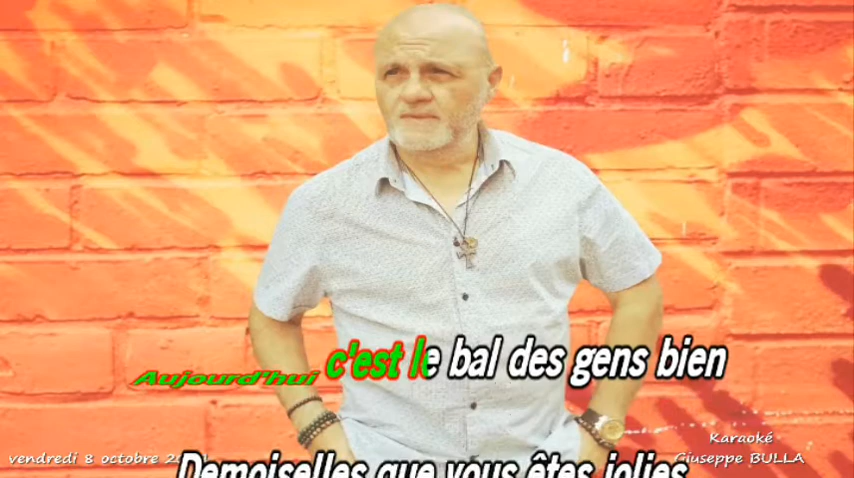 Aujourd'hui c'est le bal des gens bien
Karaoké
vendredi 8 octobre
Giuseppe BULLA
Demoiselles que vous êtes jolies